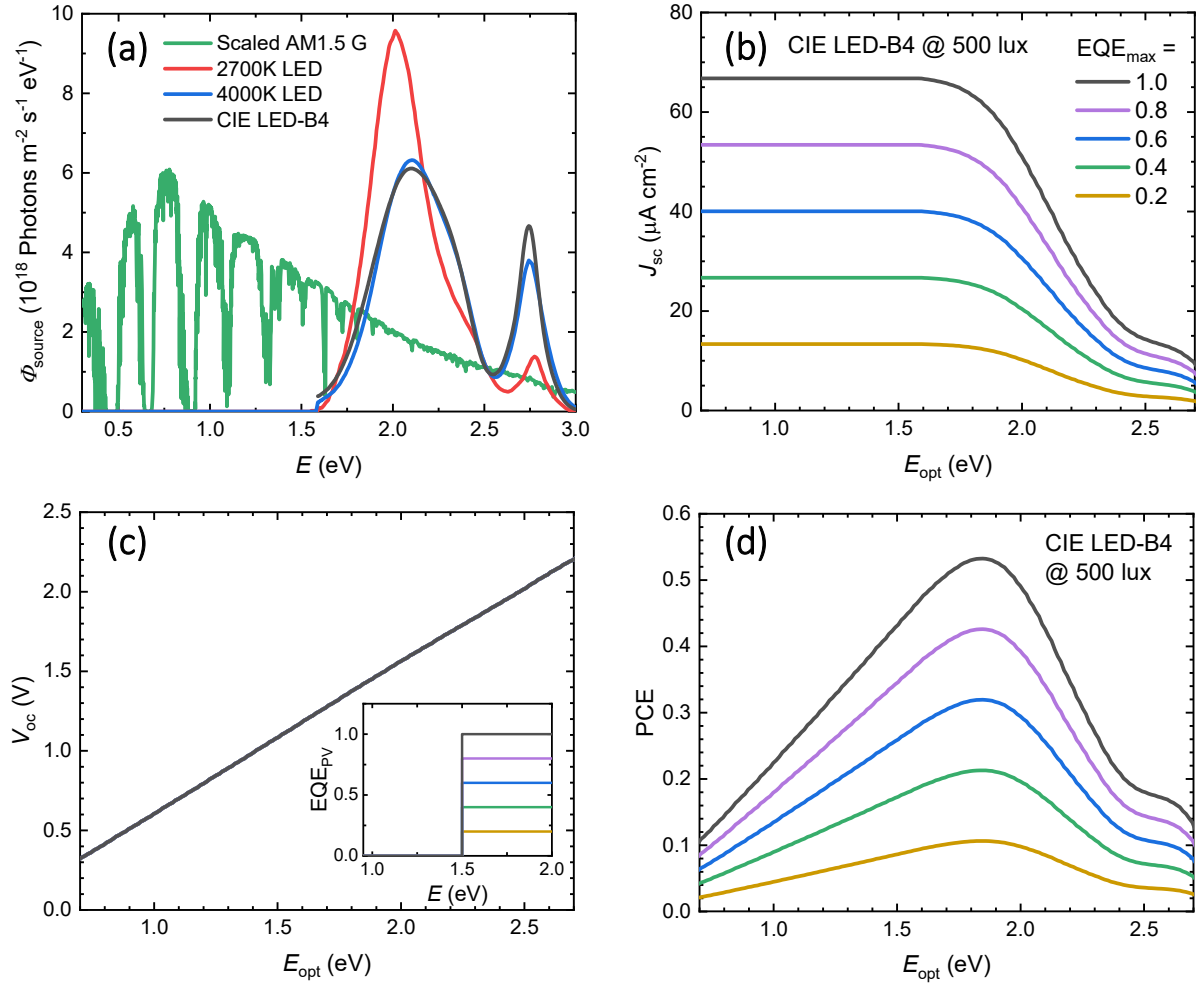 (a)
Scaled AM1.5 G
2700K LED
4000K LED
CIE LED-B4
10
8
6
4
2
0
Φsource (10^18 Photons m^-2 s^-1 eV^-1)
0.5 1.0 1.5 2.0 2.5 3.0
E (eV)
(b)
CIE LED-B4 @ 500 lux
EQEmax =
1.0
0.8
0.6
0.4
0.2
80
60
40
20
0
Jsc (μA cm^-2)
1.0 1.5 2.0 2.5
Eopt (eV)
(c)
2.5
2.0
1.5
1.0
0.5
0.0
Voc (V)
1.0 1.5 2.0 2.5
Eopt (eV)
1.0
0.5
0.0
EQEPV
1.0 1.5 2.0
E (eV)
(d)
CIE LED-B4
@ 500 lux
0.6
0.5
0.4
0.3
0.2
0.1
0.0
PCE
1.0 1.5 2.0 2.5
Eopt (eV)